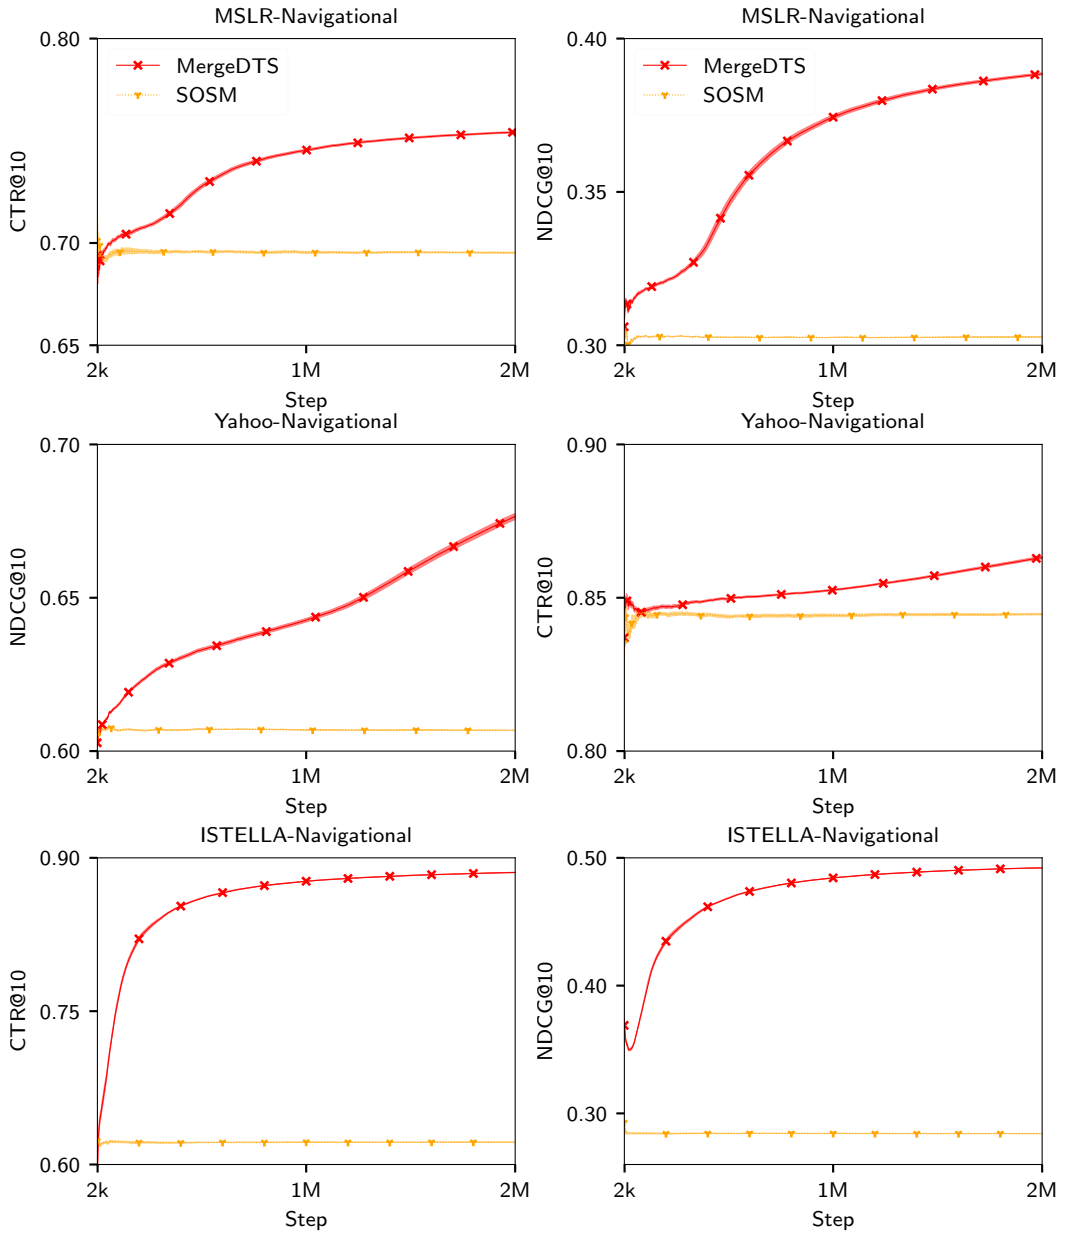 MSLR-Navigational
0.80
MergeDTS
SOSM
CTR@10
0.70
0.65
2k
1M
2M
Step
MSLR-Navigational
0.40
MergeDTS
SOSM
NDCG@10
0.35
0.30
2k
1M
2M
Step
Yahoo-Navigational
0.70
NDCG@10
0.65
0.60
2k
1M
2M
Step
Yahoo-Navigational
0.90
CTR@10
0.85
0.80
2k
1M
2M
Step
ISTELLA-Navigational
0.90
CTR@10
0.75
0.60
2k
1M
2M
Step
ISTELLA-Navigational
0.50
0.40
NDCG@10
0.30
2k
1M
2M
Step